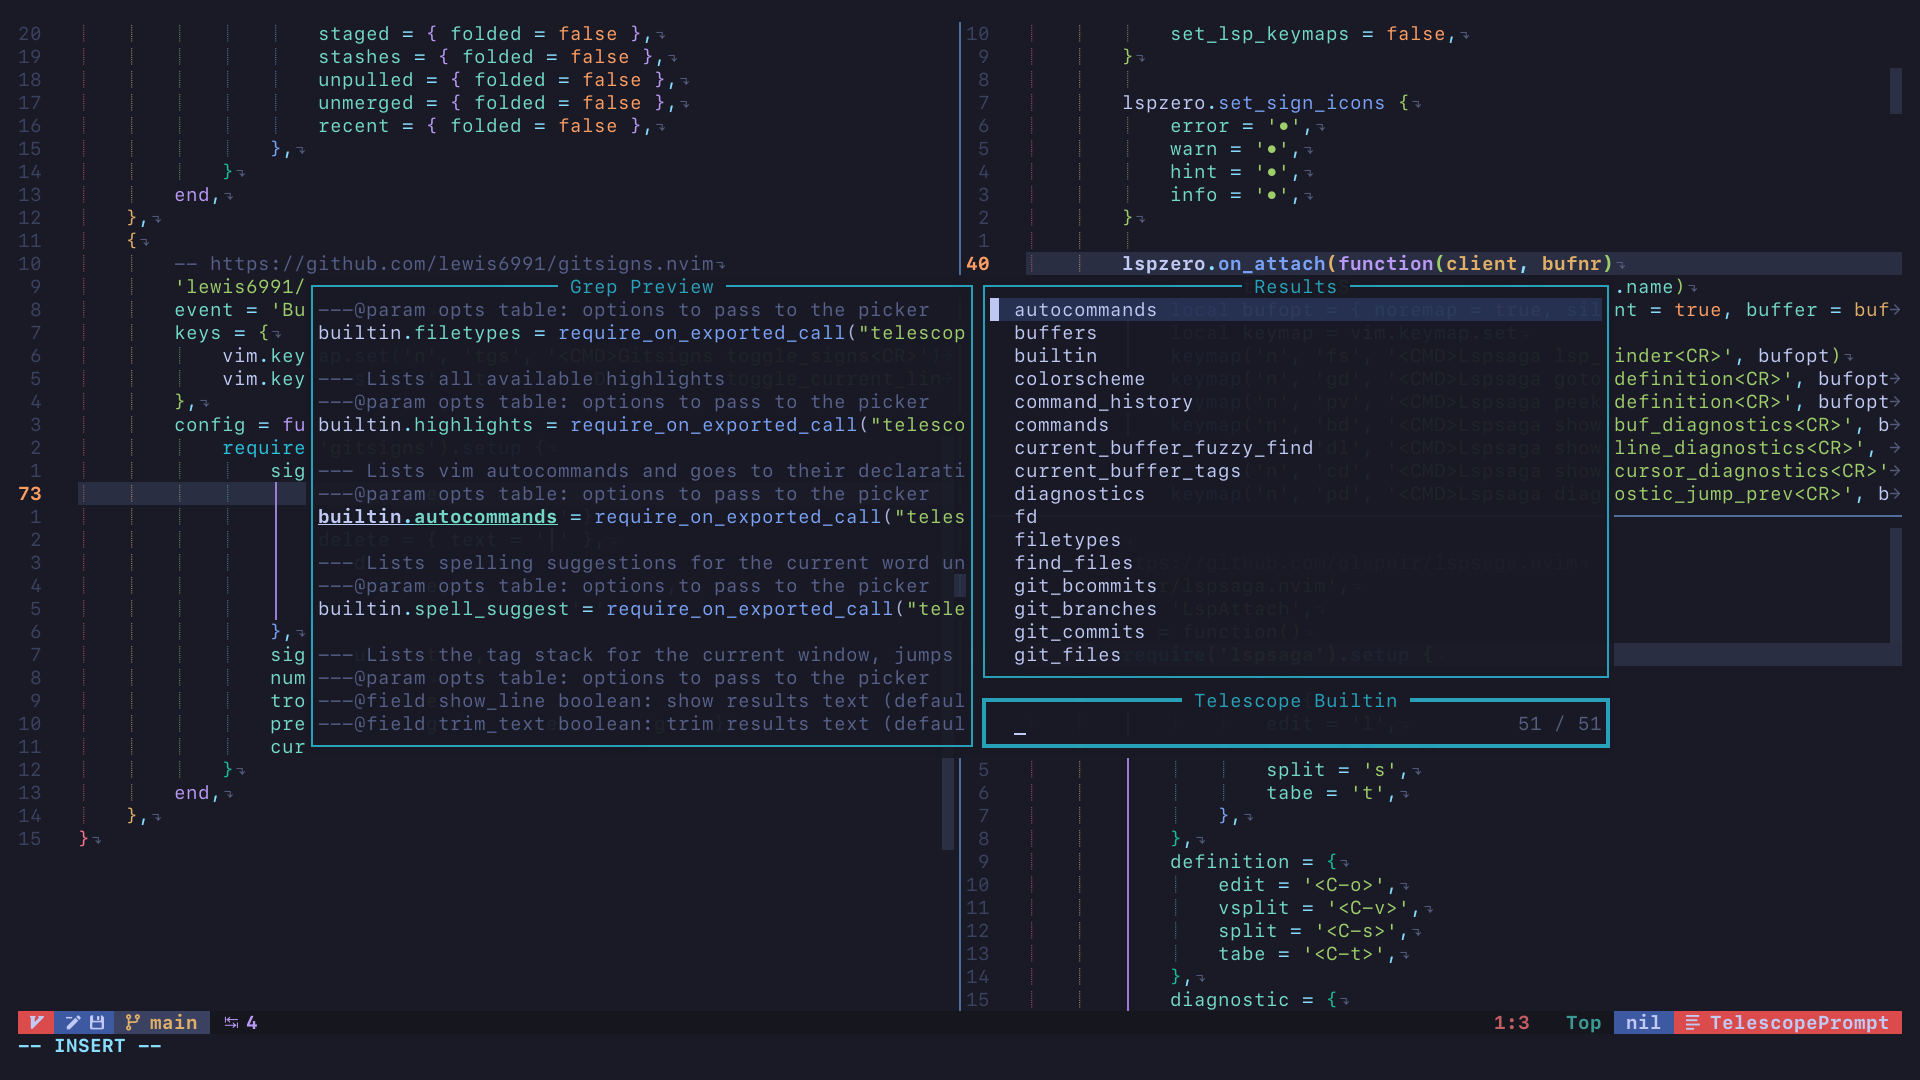 20 staged = { folded = false },
19 stashes = { folded = false },
18 unpulled = { folded = false },
17 unmerged = { folded = false },
16 recent = { folded = false },
15 },
14 }
13 end,
12 },
11 {
10 -- https://github.com/lewis6991/gitsigns.nvim
9 'lewis6991/
8 event = 'Bu
7 keys = {
6 vim.key
5 vim.key
4 },
3 config = fu
2 require
1 sig
73
1
2
3
4
5
6 },
7 sig
8 num
9 tro
10 pre
11 cur
12 }
13 end,
14 },
15 }
Grep Preview
---@param opts table: options to pass to the picker
builtin.filetypes = require_on_exported_call("telescop
--- Lists all available highlights
---@param opts table: options to pass to the picker
builtin.highlights = require_on_exported_call("telesco
--- Lists vim autocommands and goes to their declarati
---@param opts table: options to pass to the picker
builtin.autocommands = require_on_exported_call("teles
--- Lists spelling suggestions for the current word un
---@param opts table: options to pass to the picker
builtin.spell_suggest = require_on_exported_call("tele
--- Lists the tag stack for the current window, jumps
---@param opts table: options to pass to the picker
---@field show_line boolean: show results text (defaul
---@field trim_text boolean: trim results text (defaul
10 set_lsp_keymaps = false,
9 }
8
7 lspzero.set_sign_icons {
6 error = '●',
5 warn = '●',
4 hint = '●',
3 info = '●',
2 }
1
40 lspzero.on_attach(function(client, bufnr)
.name)
nt = true, buffer = buf
inder<CR>', bufopt)
definition<CR>', bufopt
definition<CR>', bufopt
buf_diagnostics<CR>', b
line_diagnostics<CR>',
cursor_diagnostics<CR>'
ostic_jump_prev<CR>', b
Results
autocommands
buffers
builtin
colorscheme
command_history
commands
current_buffer_fuzzy_find
current_buffer_tags
diagnostics
fd
filetypes
find_files
git_bcommits
git_branches
git_commits
git_files
Telescope Builtin
51 / 51
5 split = 's',
6 tabe = 't',
7 },
8 },
9 definition = {
10 edit = '<C-o>',
11 vsplit = '<C-v>',
12 split = '<C-s>',
13 tabe = '<C-t>',
14 },
15 diagnostic = {
main 4 1:3 Top nil TelescopePrompt
-- INSERT --